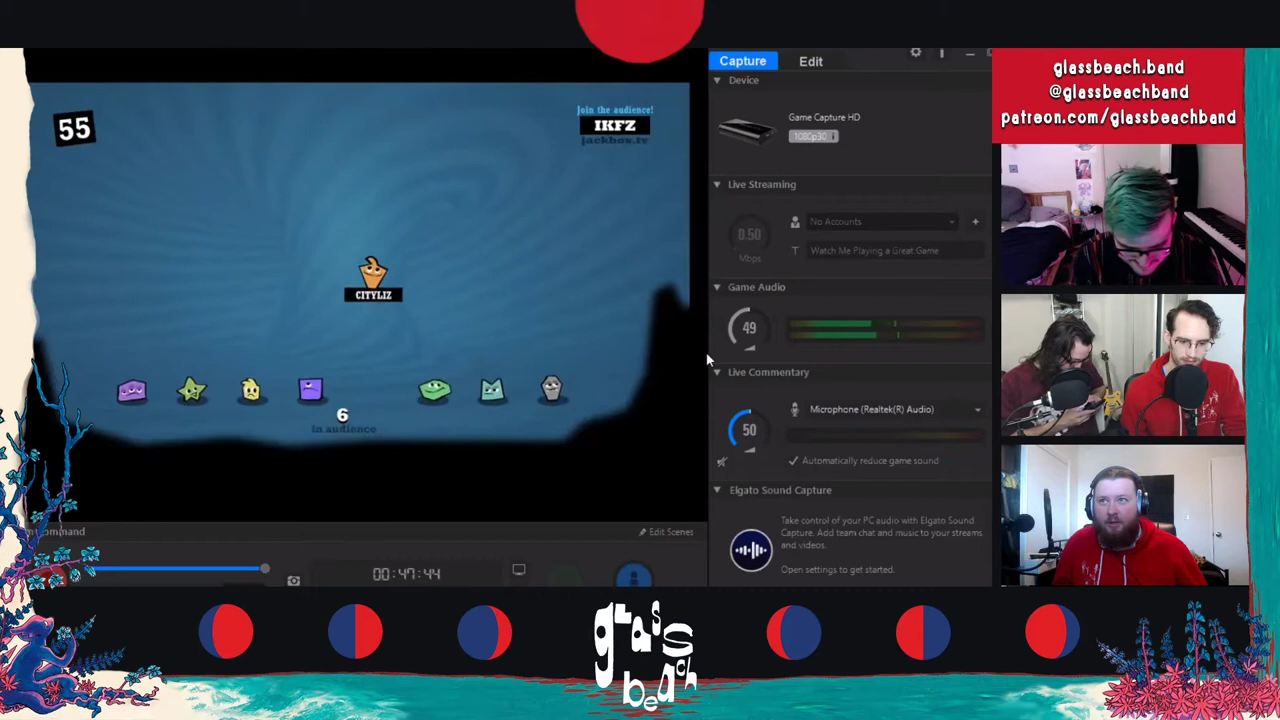 55
Join the audience!
IKFZ
jackbox.tv
CITYLIZ
6
in audience
Edit Scenes
00:47:44
Capture
Edit
Device
Game Capture HD
1080p30
Live Streaming
0.50
Mbps
No Accounts
Watch Me Playing a Great Game
Game Audio
49
Live Commentary
50
Microphone (Realtek(R) Audio)
Automatically reduce game sound
Elgato Sound Capture
Take control of your PC audio with Elgato Sound
Capture. Add team chat and music to your streams
and videos.
Open settings to get started.
glassbeach.band
@glassbeachband
patreon.com/glassbeachband
glass
beach